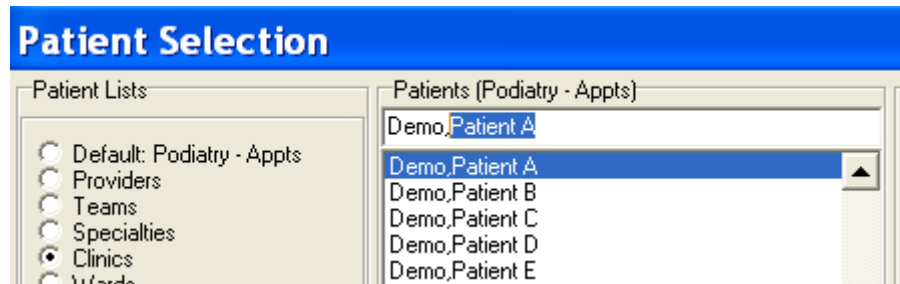 Patient Selection
Patient Lists
Default: Podiatry - Appts
Providers
Teams
Specialties
Clinics
Wards
Patients (Podiatry - Appts)
Demo,Patient A
Demo,Patient A
Demo,Patient B
Demo,Patient C
Demo,Patient D
Demo,Patient E